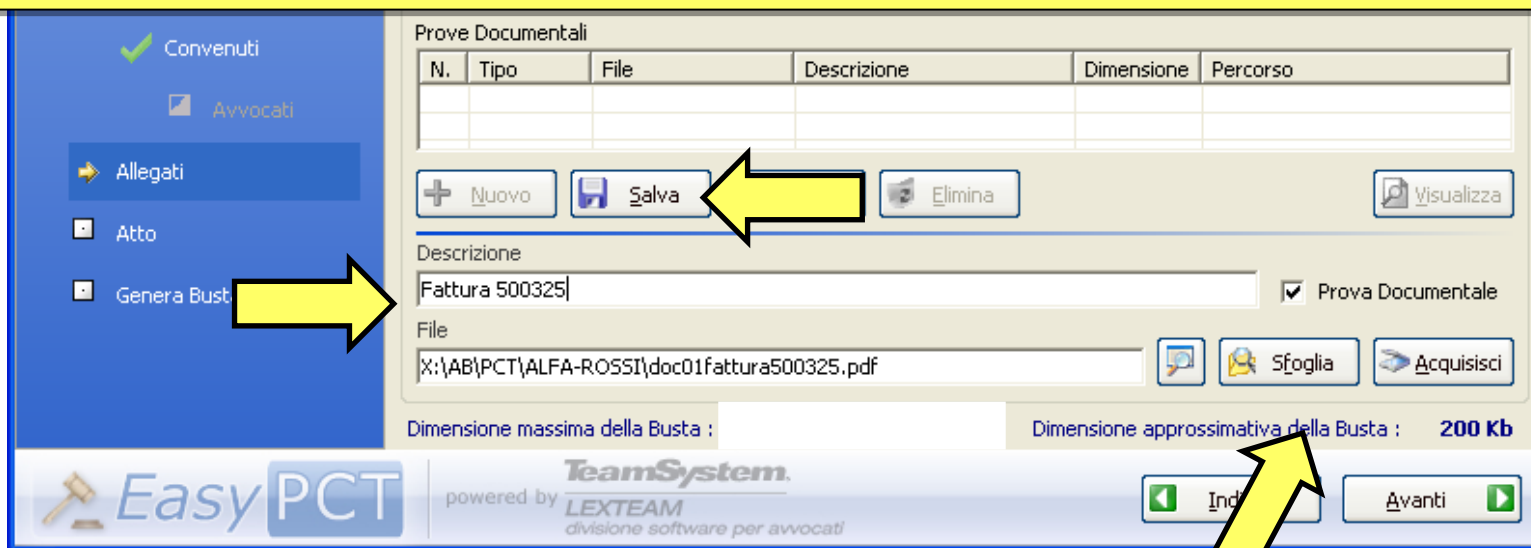 Convenuti
Avvocati
Allegati
Atto
Genera Busta
Prove Documentali
N. Tipo File Descrizione Dimensione Percorso
Nuovo Salva Elimina Visualizza
Descrizione
Fattura 500325 Prova Documentale
File
X:\AB\PCT\ALFA-ROSSI\doc01fattura500325.pdf Sfoglia Acquisisci
Dimensione massima della Busta : Dimensione approssimativa della Busta : 200 Kb
EasyPCT powered by TeamSystem.
LEXTEAM
divisione software per avvocati
Avanti